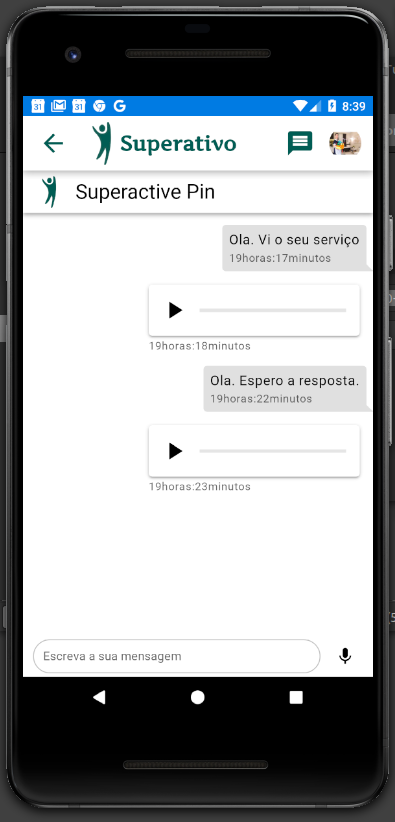 31 31 G 8:39
Superativo
Superactive Pin
Ola. Vi o seu serviço
19horas:17minutos
19horas:18minutos
Ola. Espero a resposta.
19horas:22minutos
19horas:23minutos
Escreva a sua mensagem